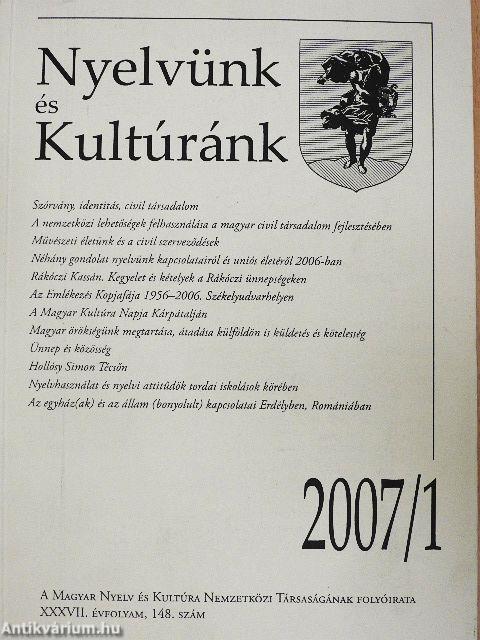 Nyelvünk
és
Kultúránk
Szórvány, identitás, civil társadalom
A nemzetközi lehetőségek felhasználása a magyar civil társadalom fejlesztésében
Művészeti életünk és a civil szerveződések
Néhány gondolat nyelvünk kapcsolatairól és uniós életéről 2006-ban
Rákóczi Kassán. Kegyelet és kételyek a Rákóczi ünnepségeken
Az Emlékezés Kopjafája 1956–2006. Székelyudvarhelyen
A Magyar Kultúra Napja Kárpátalján
Magyar örökségünk megtartása, átadása külföldön is küldetés és kötelesség
Ünnep és közösség
Hollósy Simon Técsőn
Nyelvhasználat és nyelvi attitűdök tordai iskolások körében
Az egyház(ak) és az állam (bonyolult) kapcsolatai Erdélyben, Romániában
2007/1
A Magyar Nyelv és Kultúra Nemzetközi Társaságának folyóirata
XXXVII. évfolyam, 148. szám
Antikvárium.hu